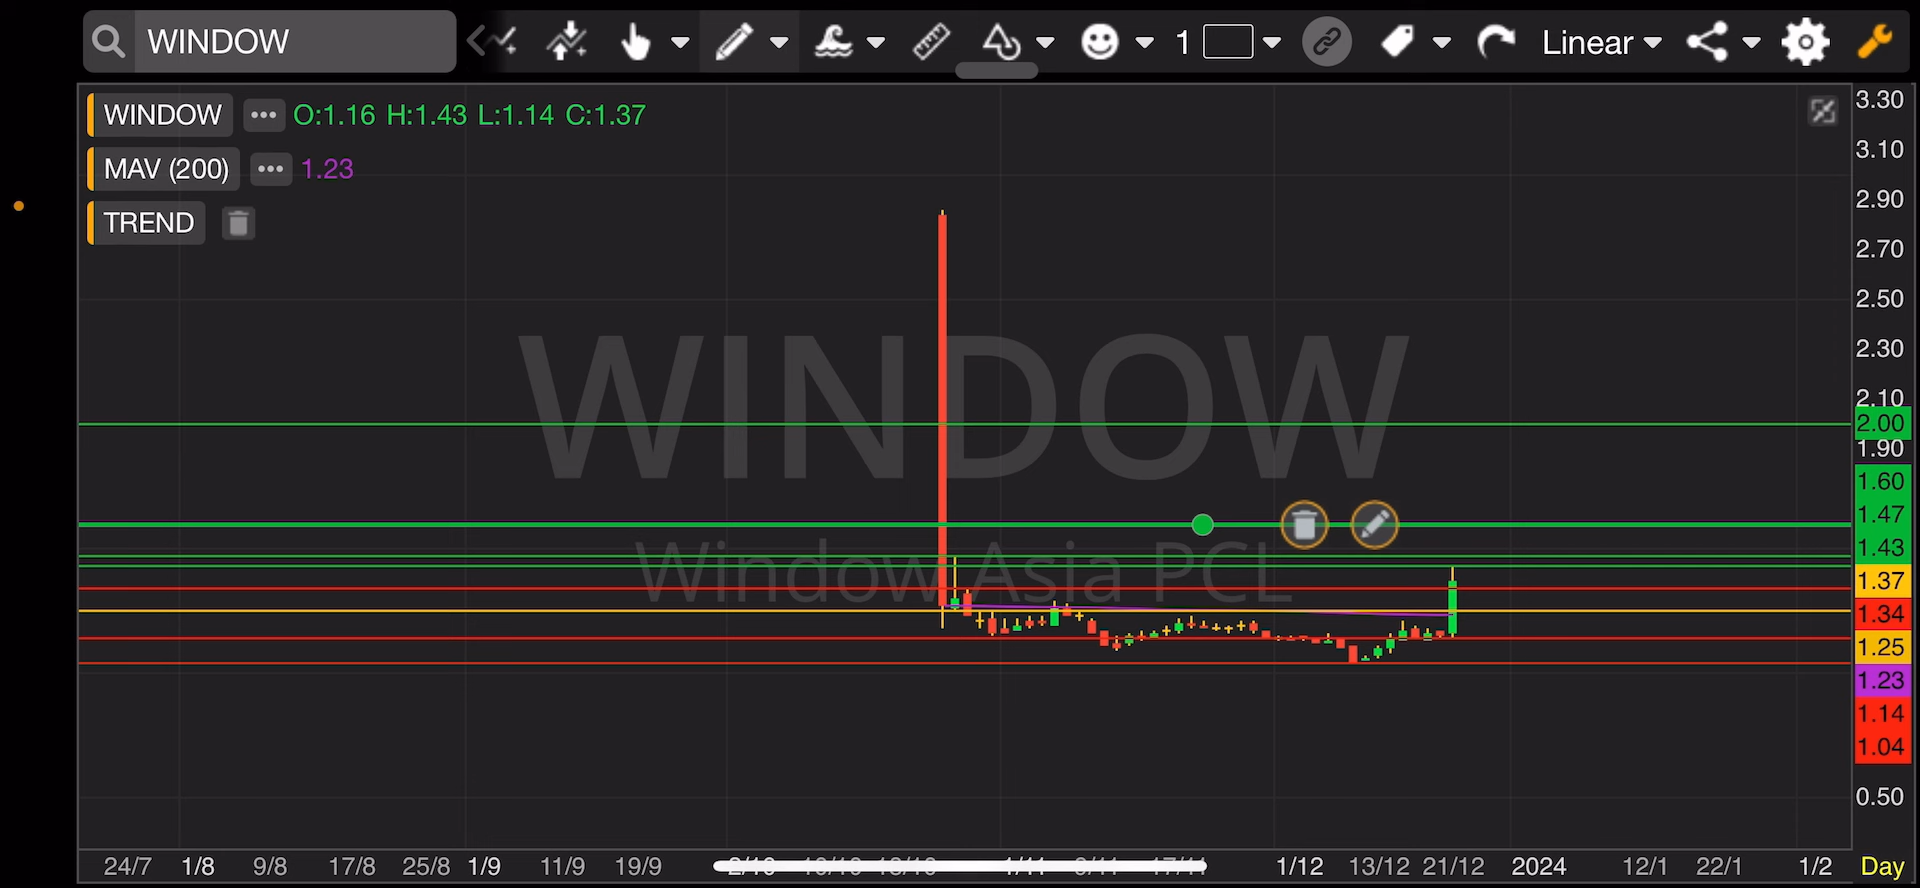 WINDOW 1 Linear
WINDOW O:1.16 H:1.43 L:1.14 C:1.37
MAV (200) 1.23
TREND
WINDOW
Window Asia PCL
3.30
3.10
2.90
2.70
2.50
2.30
2.10
2.00
1.90
1.60
1.47
1.43
1.37
1.34
1.25
1.23
1.14
1.04
0.50
24/7 1/8 9/8 17/8 25/8 1/9 11/9 19/9 1/12 13/12 21/12 2024 12/1 22/1 1/2 Day